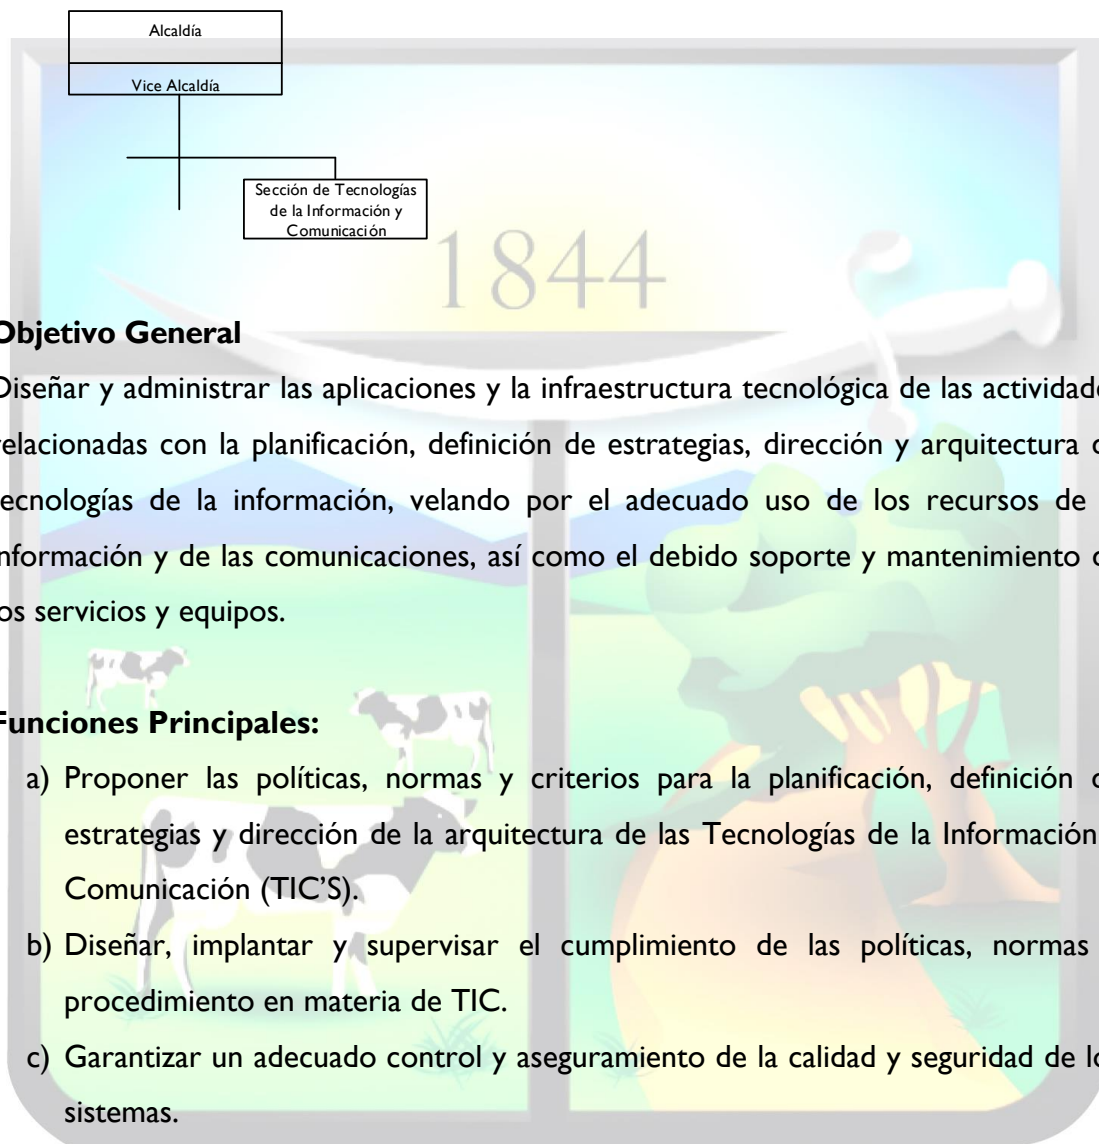 Alcaldía
Vice Alcaldía
Sección de Tecnologías
de la Información y
Comunicación
1844
Objetivo General
Diseñar y administrar las aplicaciones y la infraestructura tecnológica de las actividade
relacionadas con la planificación, definición de estrategias, dirección y arquitectura d
tecnologías de la información, velando por el adecuado uso de los recursos de
información y de las comunicaciones, así como el debido soporte y mantenimiento d
los servicios y equipos.
Funciones Principales:
a) Proponer las políticas, normas y criterios para la planificación, definición d
estrategias y dirección de la arquitectura de las Tecnologías de la Información
Comunicación (TIC’S).
b) Diseñar, implantar y supervisar el cumplimiento de las políticas, normas
procedimiento en materia de TIC.
c) Garantizar un adecuado control y aseguramiento de la calidad y seguridad de lo
sistemas.